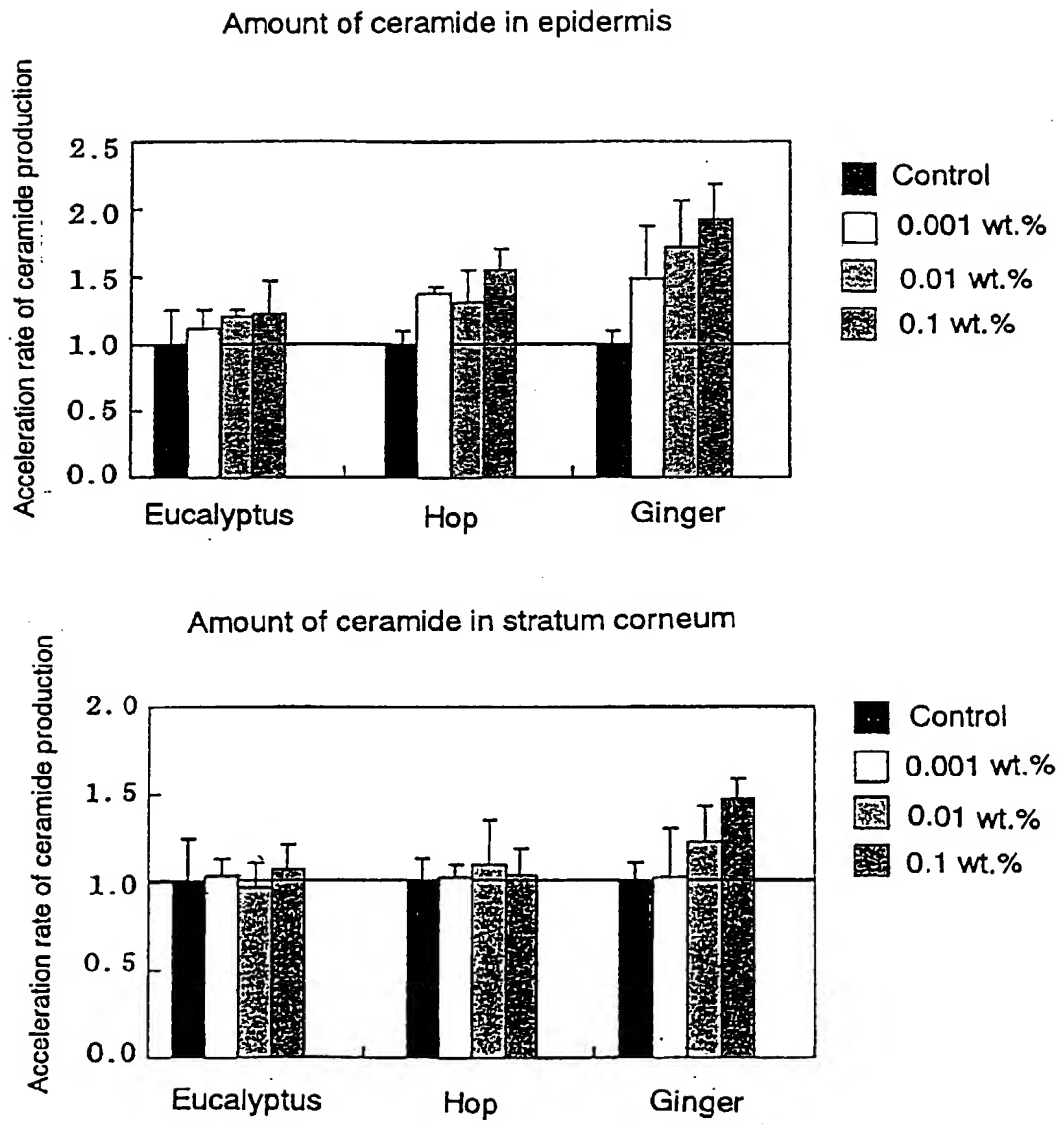 Amount of ceramide in epidermis
Acceleration rate of ceramide production
2.5
2.0
1.5
1.0
0.5
0.0
Eucalyptus
Hop
Ginger
Control
0.001 wt.%
0.01 wt.%
0.1 wt.%
Amount of ceramide in stratum corneum
Acceleration rate of ceramide production
2.0
1.5
1.0
0.5
0.0
Eucalyptus
Hop
Ginger
Control
0.001 wt.%
0.01 wt.%
0.1 wt.%